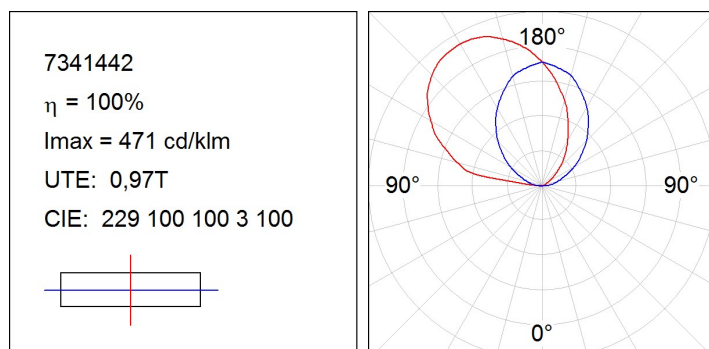 7341442
η = 100%
Imax = 471 cd/klm
UTE: 0,97T
CIE: 229 100 100 3 100
180°
90° 90°
0°